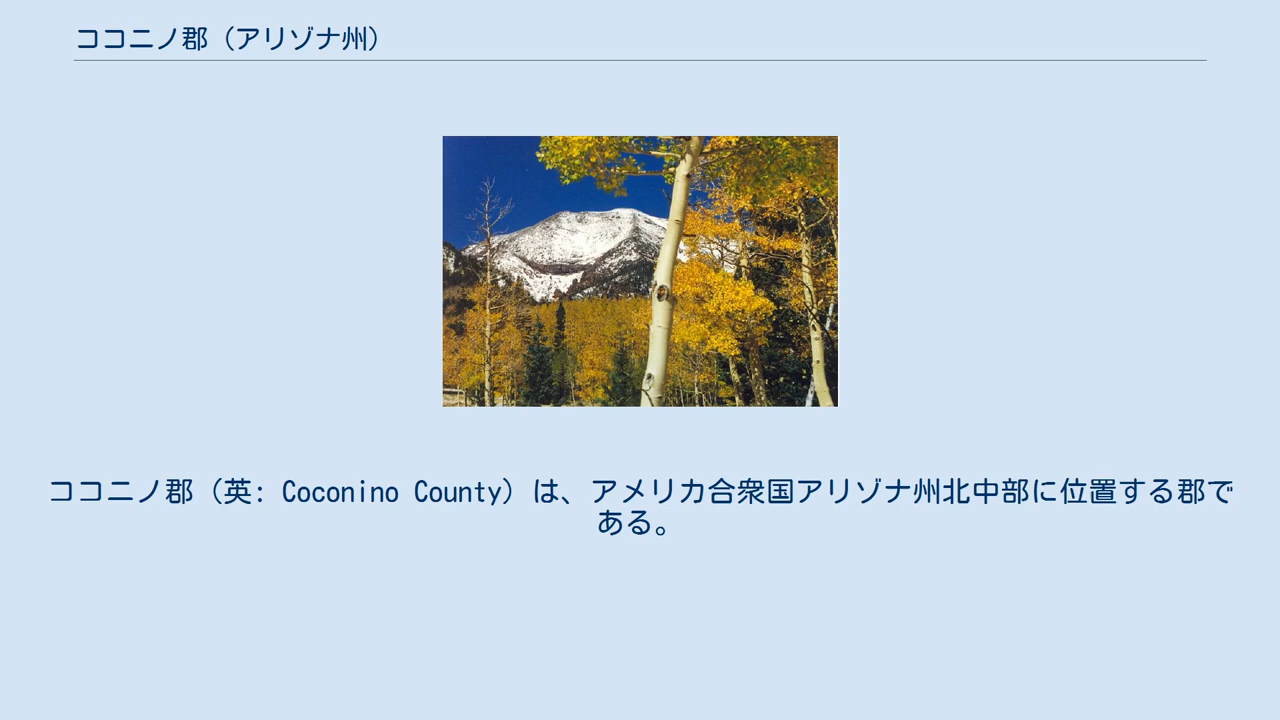 ココニノ郡（アリゾナ州）
ココニノ郡（英: Coconino County）は、アメリカ合衆国アリゾナ州北中部に位置する郡で
ある。